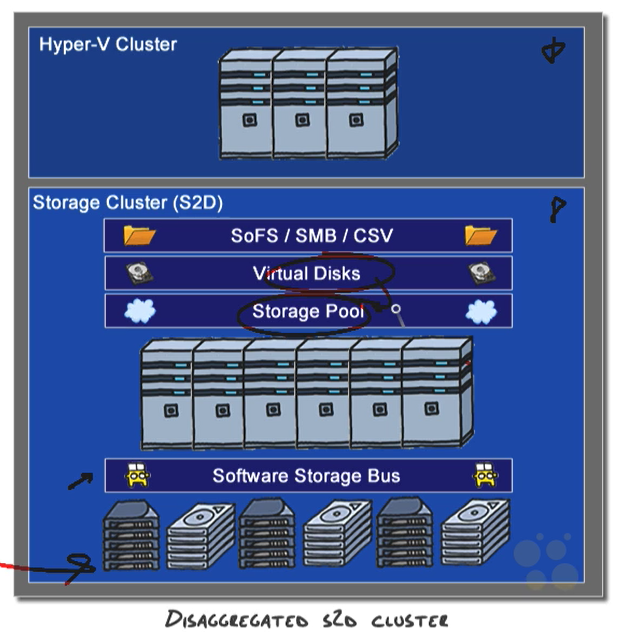 Hyper-V Cluster
Storage Cluster (S2D)
SoFS / SMB / CSV
Virtual Disks
Storage Pool
Software Storage Bus
DISAGGREGATED S2D CLUSTER